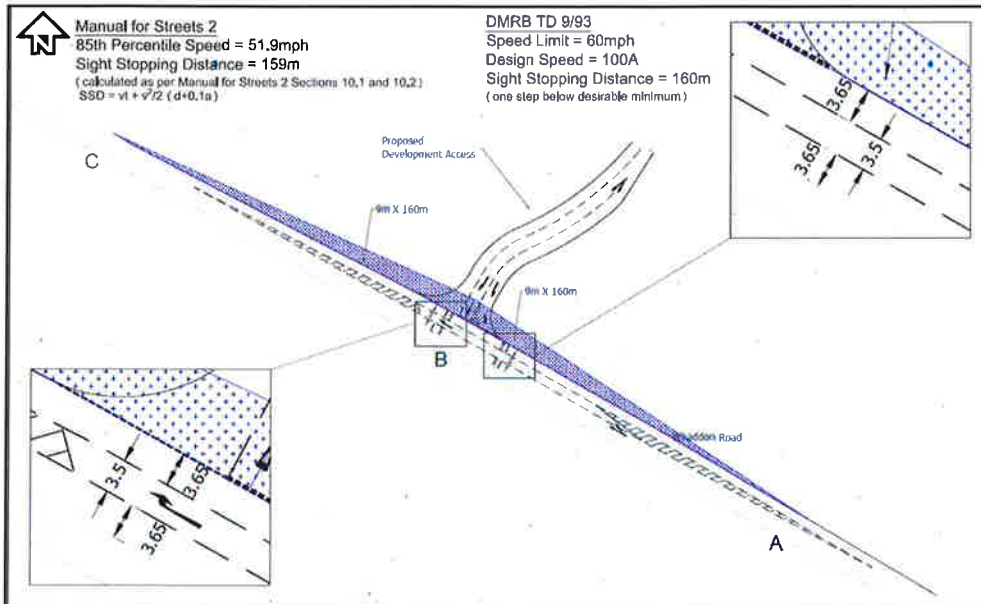 N
Manual for Streets 2
85th Percentile Speed = 51.9mph
Sight Stopping Distance = 159m
( calculated as per Manual for Streets 2 Sections 10.1 and 10.2 )
SSD = vt + v²/2 ( d+0.1a )
DMRB TD 9/93
Speed Limit = 60mph
Design Speed = 100A
Sight Stopping Distance = 160m
( one step below desirable minimum )
3.65
3.65
3.5
C
Proposed
Development Access
9m X 160m
9m X 160m
B
Road
A
3.5
3.65
3.65